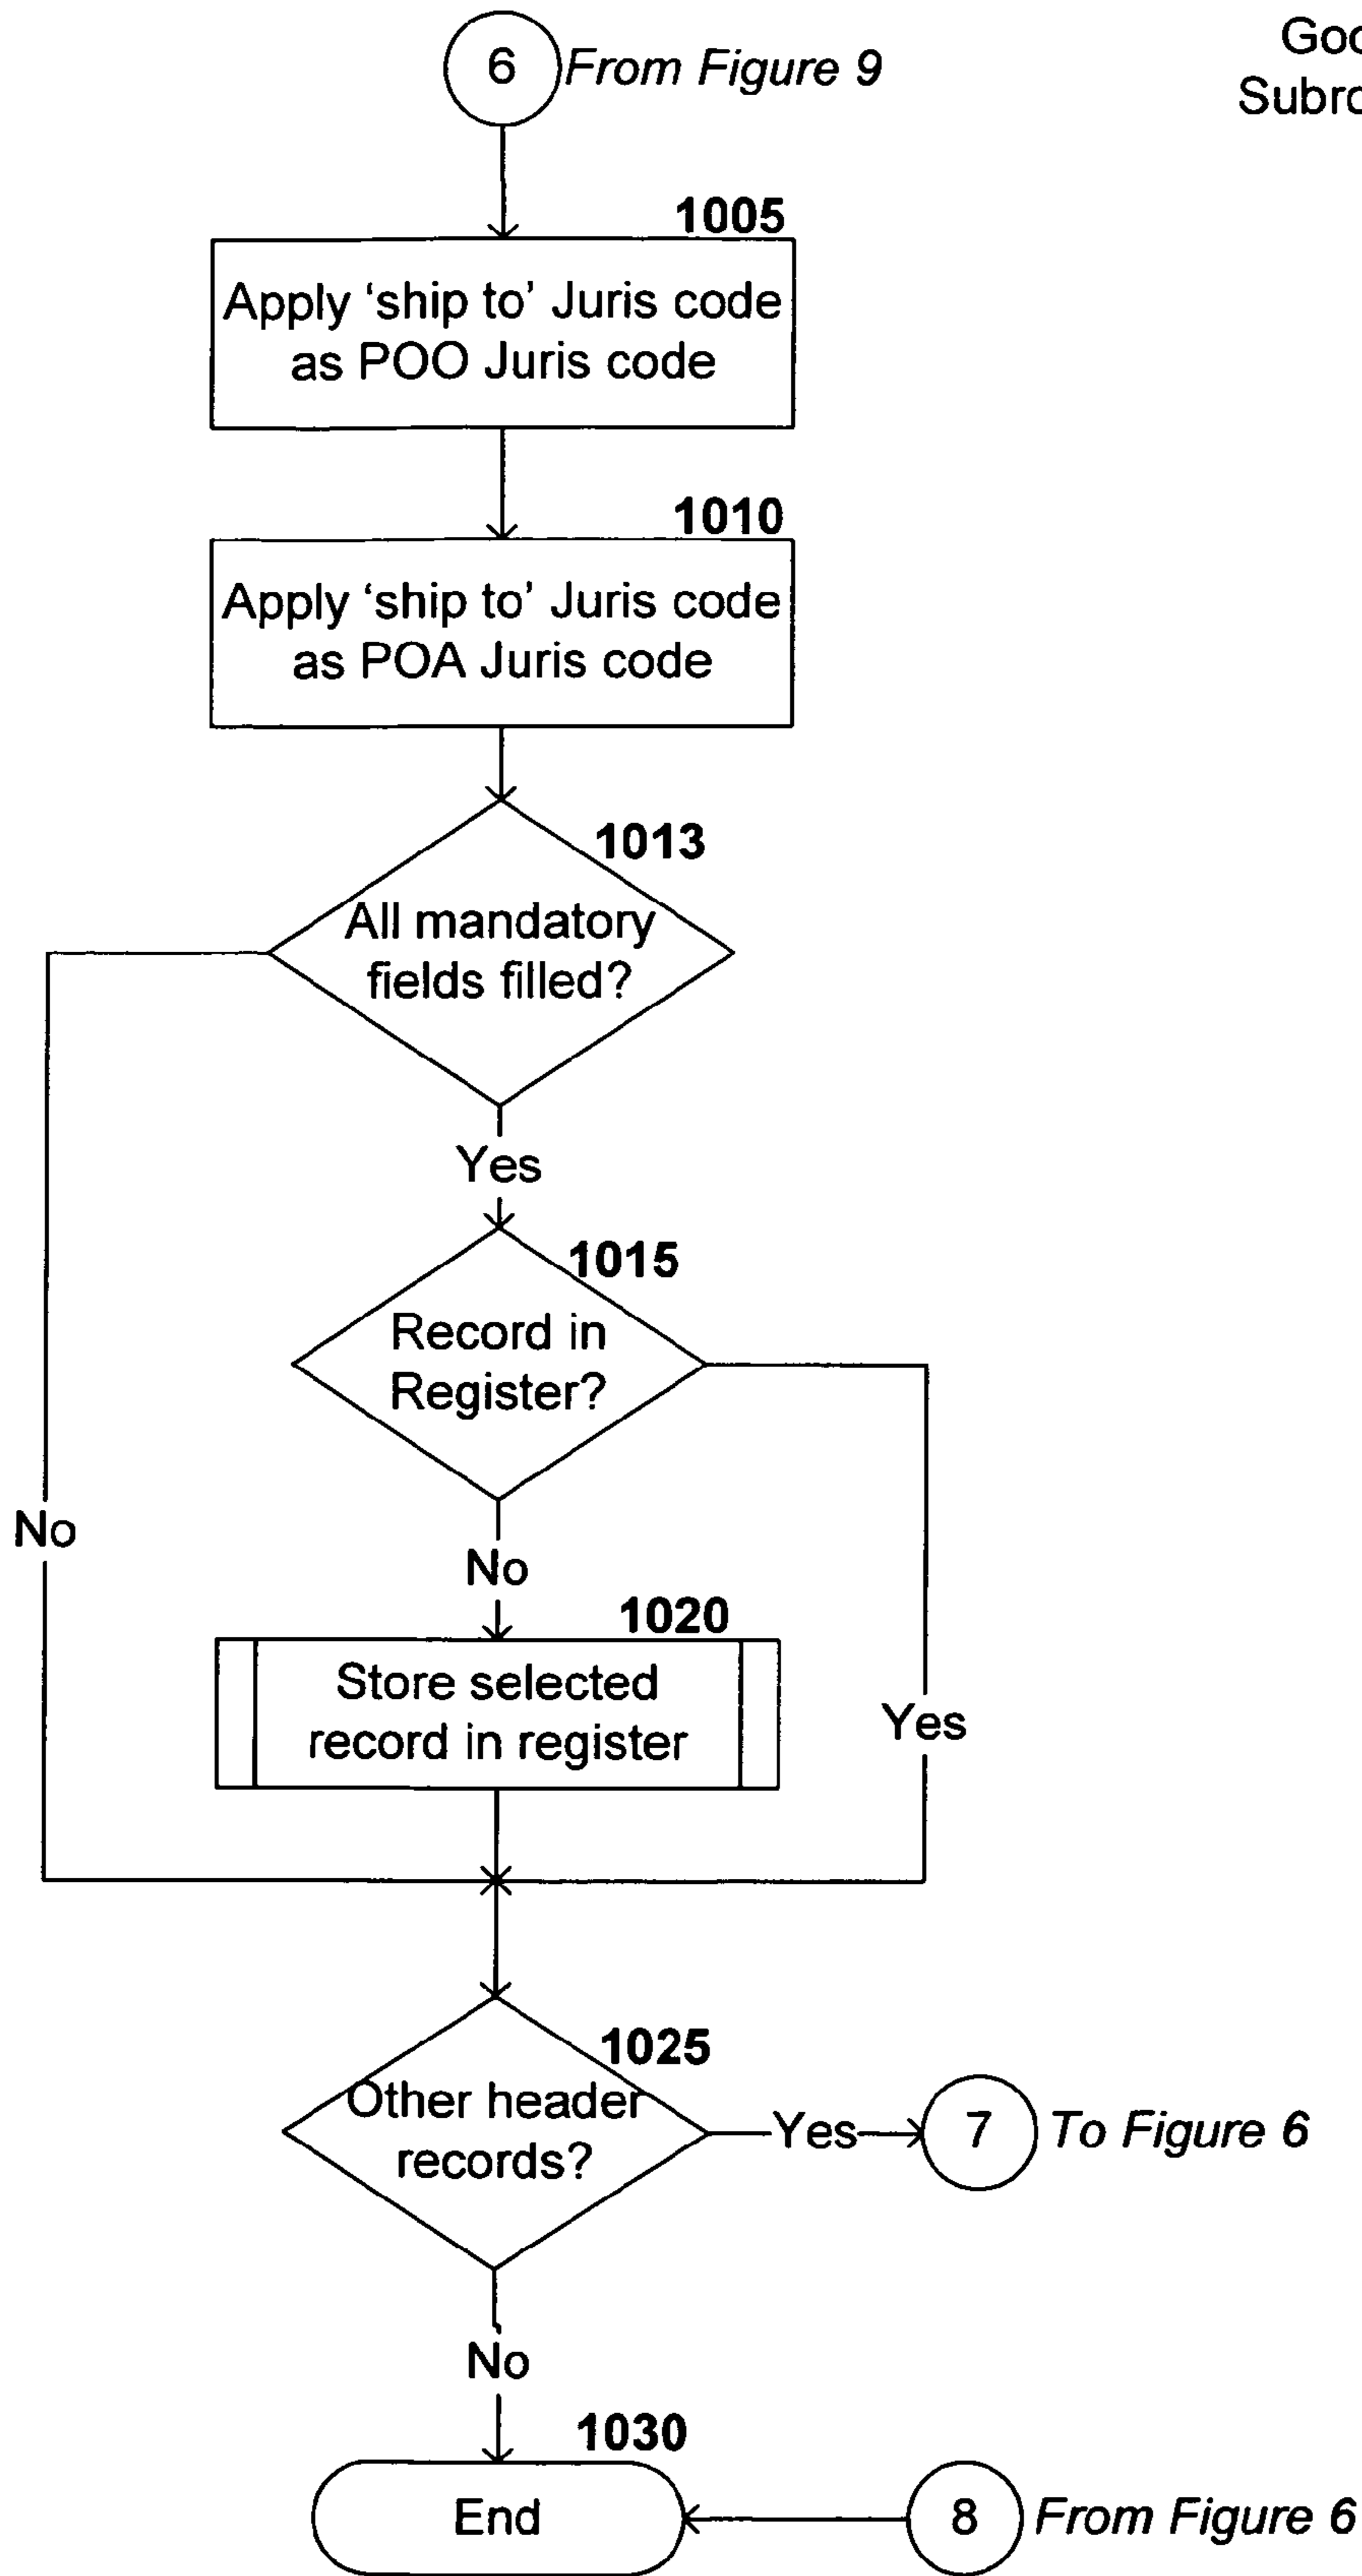 6 From Figure 9
1005
Apply ‘ship to’ Juris code
as POO Juris code
1010
Apply ‘ship to’ Juris code
as POA Juris code
1013
All mandatory
fields filled?
Yes
1015
Record in
Register?
No
No
1020
Store selected
record in register
Yes
1025
Other header
records?
Yes
7 To Figure 6
No
1030
End
8 From Figure 6